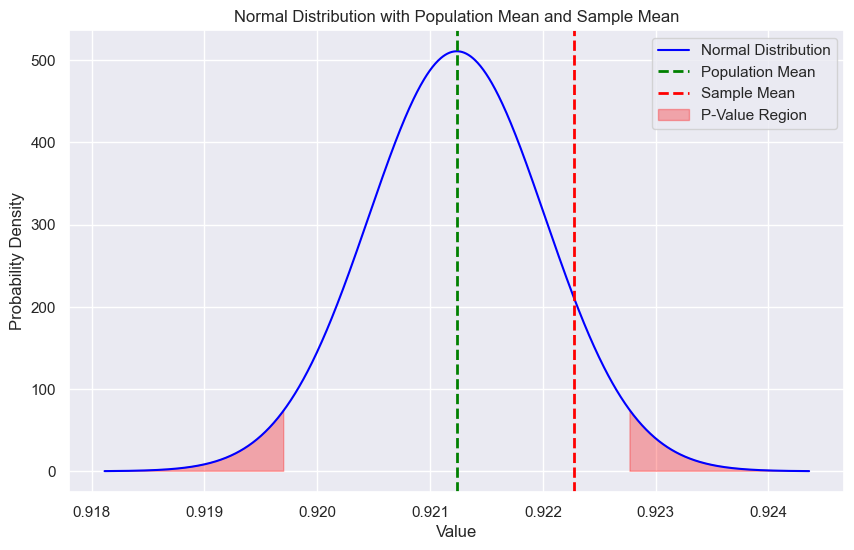 Normal Distribution with Population Mean and Sample Mean
Normal Distribution
Population Mean
Sample Mean
P-Value Region
Probability Density
500
400
300
200
100
0
0.918 0.919 0.920 0.921 0.922 0.923 0.924
Value